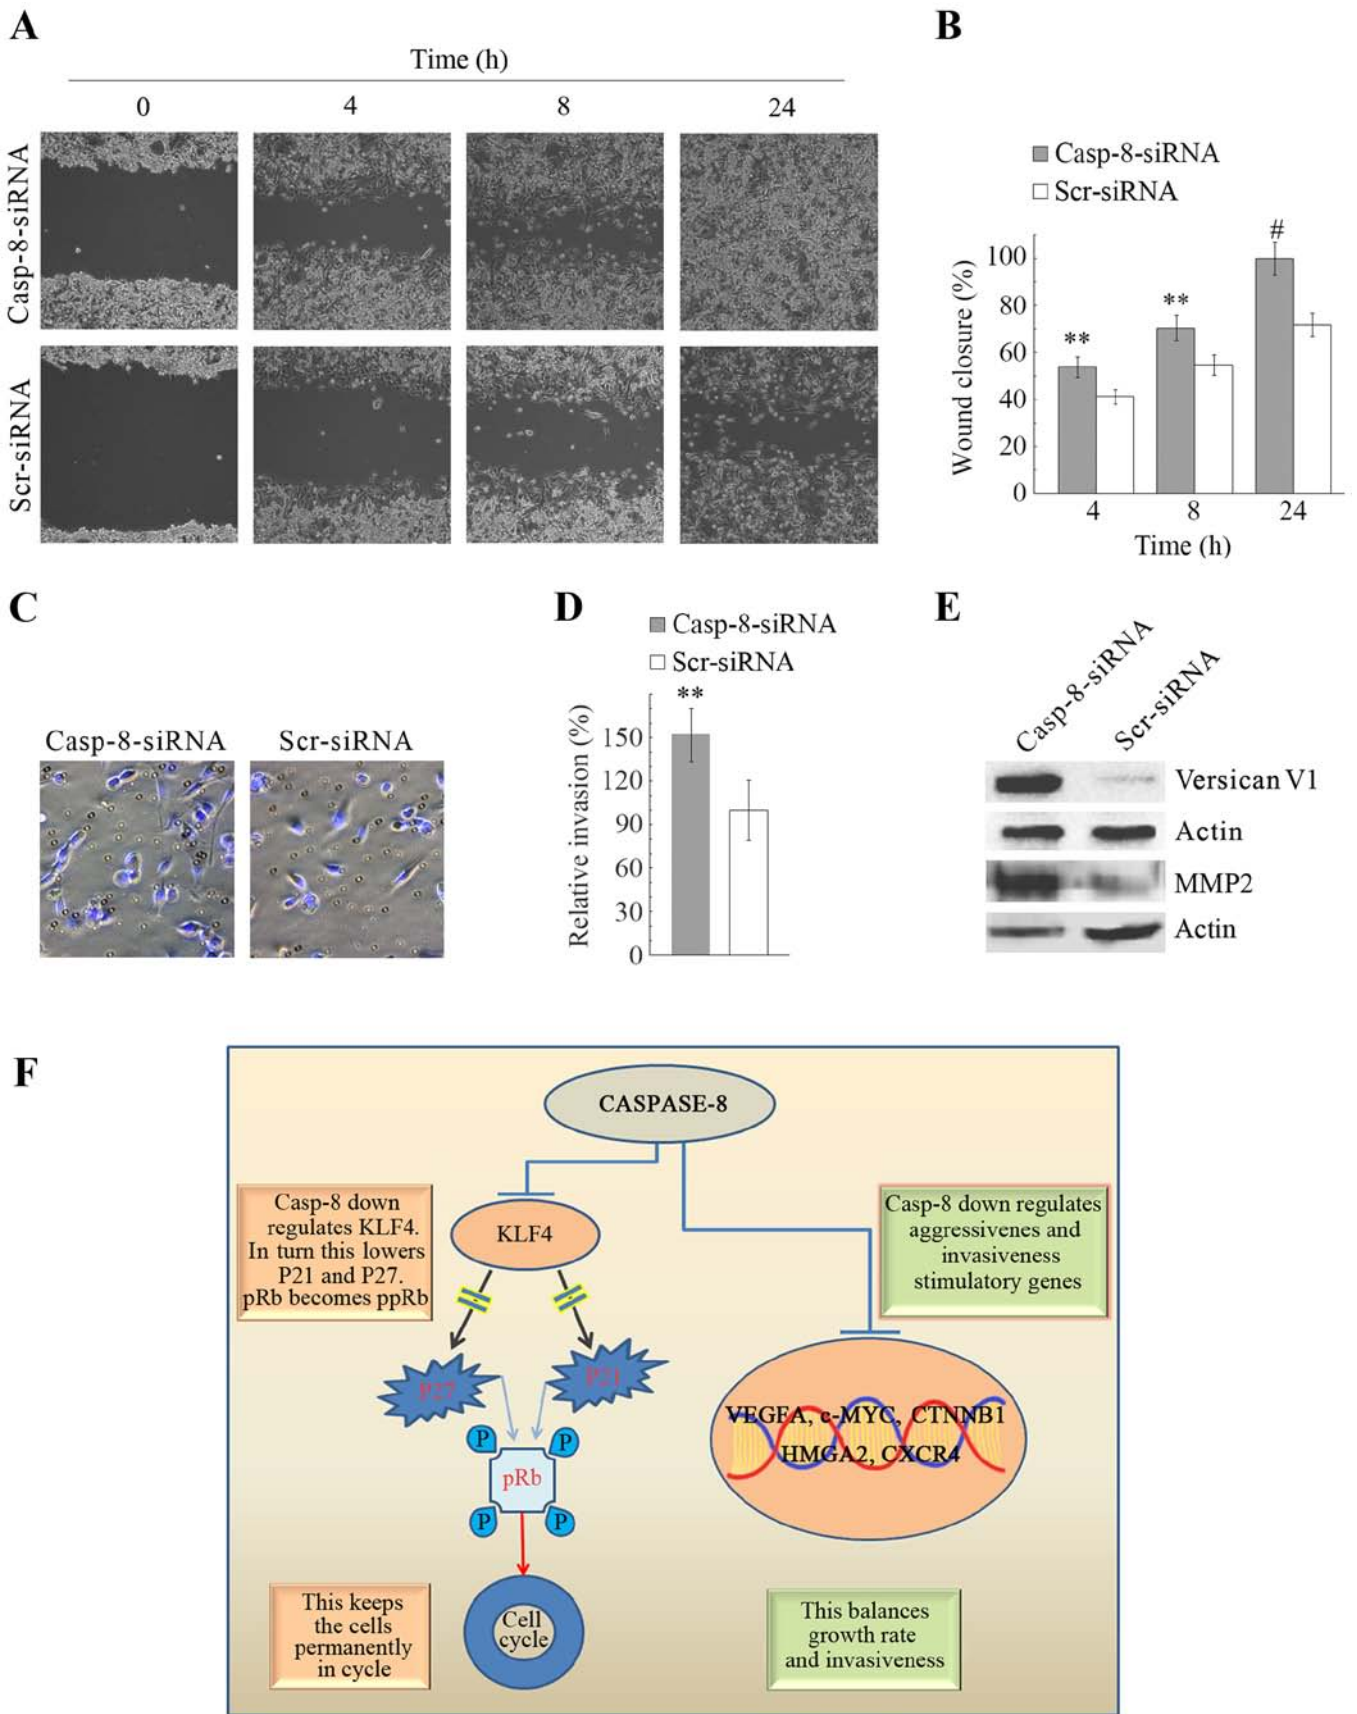 A
Time (h)
0 4 8 24
Casp-8-siRNA
Scr-siRNA
B
Casp-8-siRNA
Scr-siRNA
Wound closure (%)
100
80
60
40
20
0
**
**
#
4 8 24
Time (h)
C
Casp-8-siRNA Scr-siRNA
D
Casp-8-siRNA
Scr-siRNA
Relative invasion (%)
**
150
120
90
60
30
0
E
Casp-8-siRNA
Scr-siRNA
Versican V1
Actin
MMP2
Actin
F
CASPASE-8
Casp-8 down
regulates KLF4.
In turn this lowers
P21 and P27.
pRb becomes ppRb
KLF4
Casp-8 down regulates
aggressivenes and
invasiveness
stimulatory genes
P27
P21
P
P
pRb
P
P
VEGFA, c-MYC, CTNNB1
HMGA2, CXCR4
This keeps
the cells
permanently
in cycle
Cell
cycle
This balances
growth rate
and invasiveness